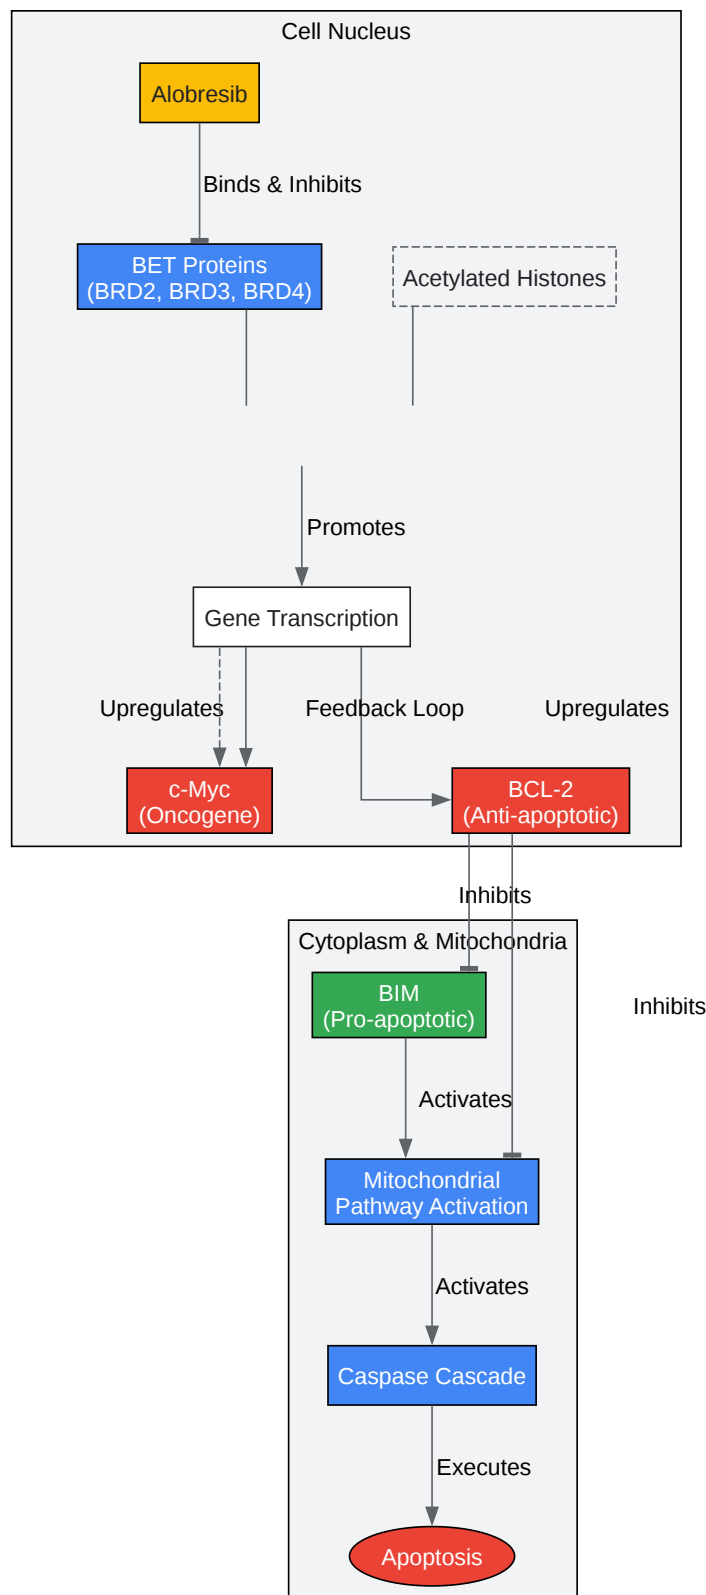 Cell Nucleus
Alobresib
Binds & Inhibits
BET Proteins
(BRD2, BRD3, BRD4)
Acetylated Histones
Promotes
Gene Transcription
Upregulates
Feedback Loop
Upregulates
c-Myc
(Oncogene)
BCL-2
(Anti-apoptotic)
Inhibits
Cytoplasm & Mitochondria
BIM
(Pro-apoptotic)
Inhibits
Activates
Mitochondrial
Pathway Activation
Activates
Caspase Cascade
Executes
Apoptosis